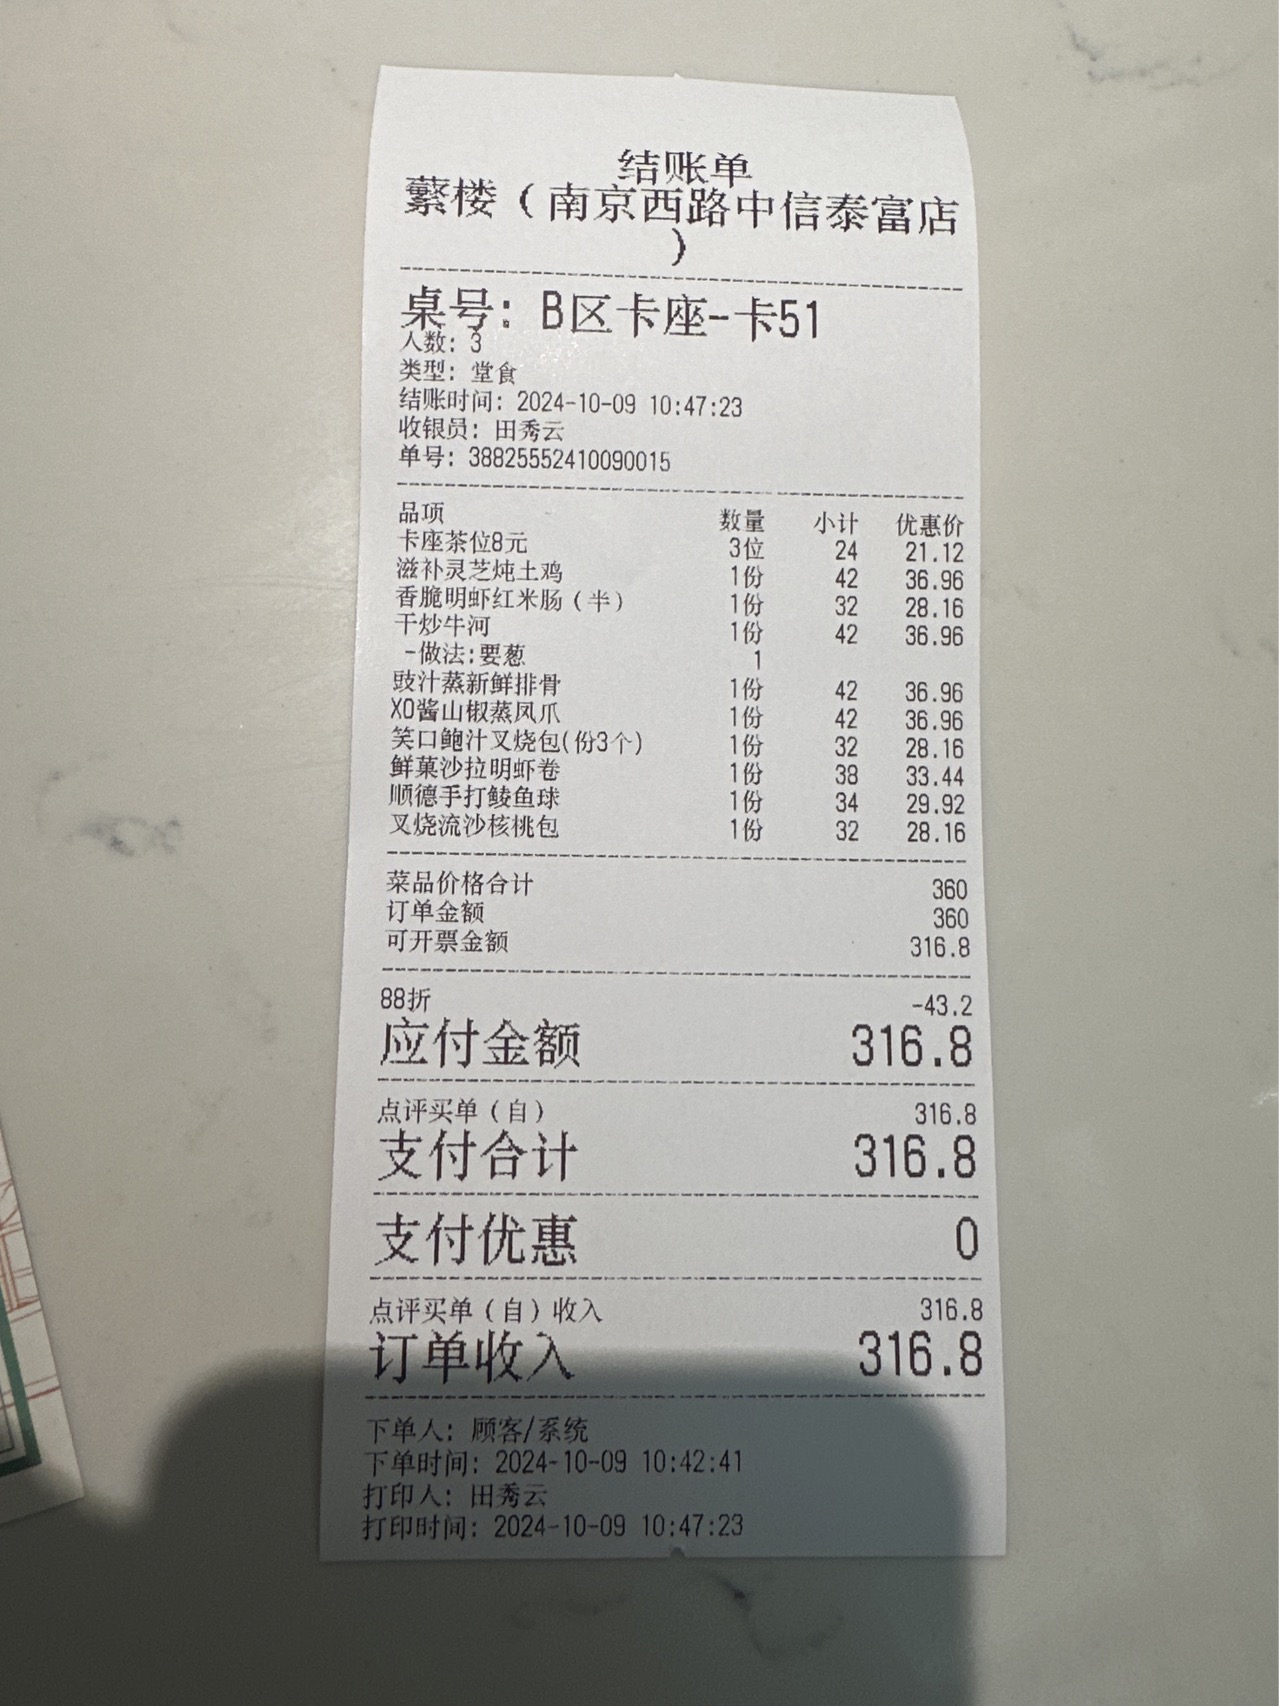 结账单
蘩楼（南京西路中信泰富店
）
桌号：B区卡座-卡51
人数：3
类型：堂食
结账时间：2024-10-09 10:47:23
收银员：田秀云
单号：38825552410090015
品项 数量 小计 优惠价
卡座茶位8元 3位 24 21.12
滋补灵芝炖土鸡 1份 42 36.96
香脆明虾红米肠（半） 1份 32 28.16
干炒牛河 1份 42 36.96
-做法:要葱 1
豉汁蒸新鲜排骨 1份 42 36.96
XO酱山椒蒸凤爪 1份 42 36.96
笑口鲍汁叉烧包(份3个) 1份 32 28.16
鲜菓沙拉明虾卷 1份 38 33.44
顺德手打鲮鱼球 1份 34 29.92
叉烧流沙核桃包 1份 32 28.16
菜品价格合计 360
订单金额 360
可开票金额 316.8
88折 -43.2
应付金额 316.8
点评买单（自） 316.8
支付合计 316.8
支付优惠 0
点评买单（自）收入 316.8
订单收入 316.8
下单人：顾客/系统
下单时间：2024-10-09 10:42:41
打印人：田秀云
打印时间：2024-10-09 10:47:23